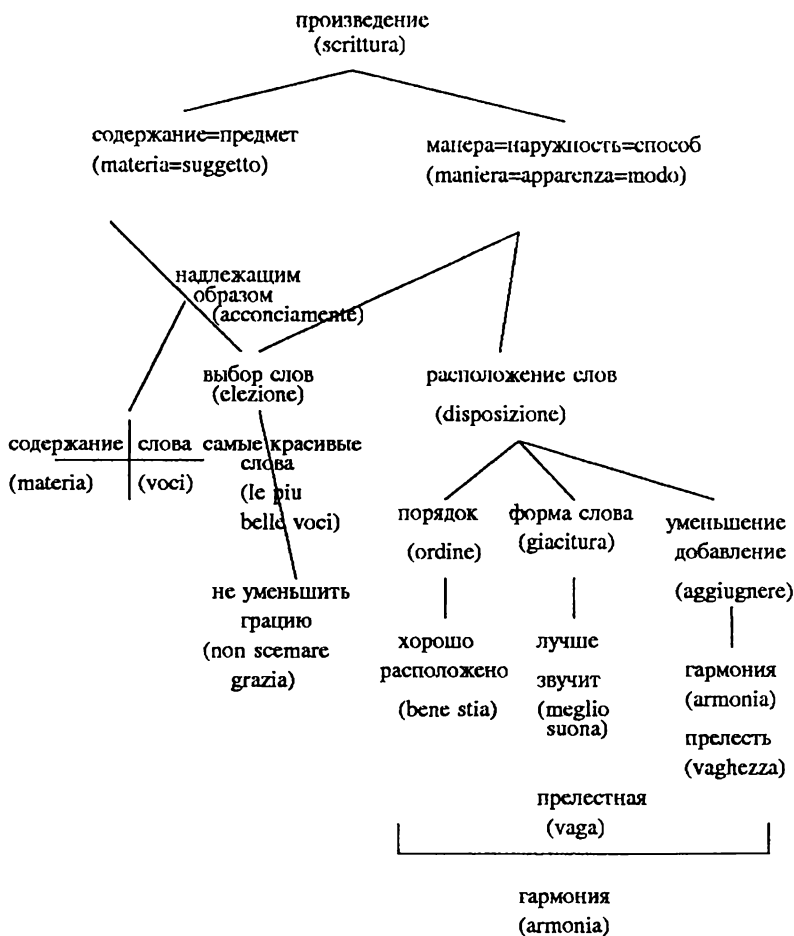 произведение
(scrittura)
содержание=предмет
(materia=suggetto)
манера=наружность=способ
(maniera=apparenza=modo)
надлежащим
образом
(acconciamente)
выбор слов
(elezione)
расположение слов
(disposizione)
содержание
(materia)
слова
(voci)
самые красивые
слова
(le piu
belle voci)
не уменьшить
грацию
(non scemare
grazia)
порядок
(ordine)
форма слова
(giacitura)
уменьшение
добавление
(aggiugnere)
хорошо
расположено
(bene stia)
лучше
звучит
(meglio
suona)
гармония
(armonia)
прелесть
(vaghezza)
прелестная
(vaga)
гармония
(armonia)